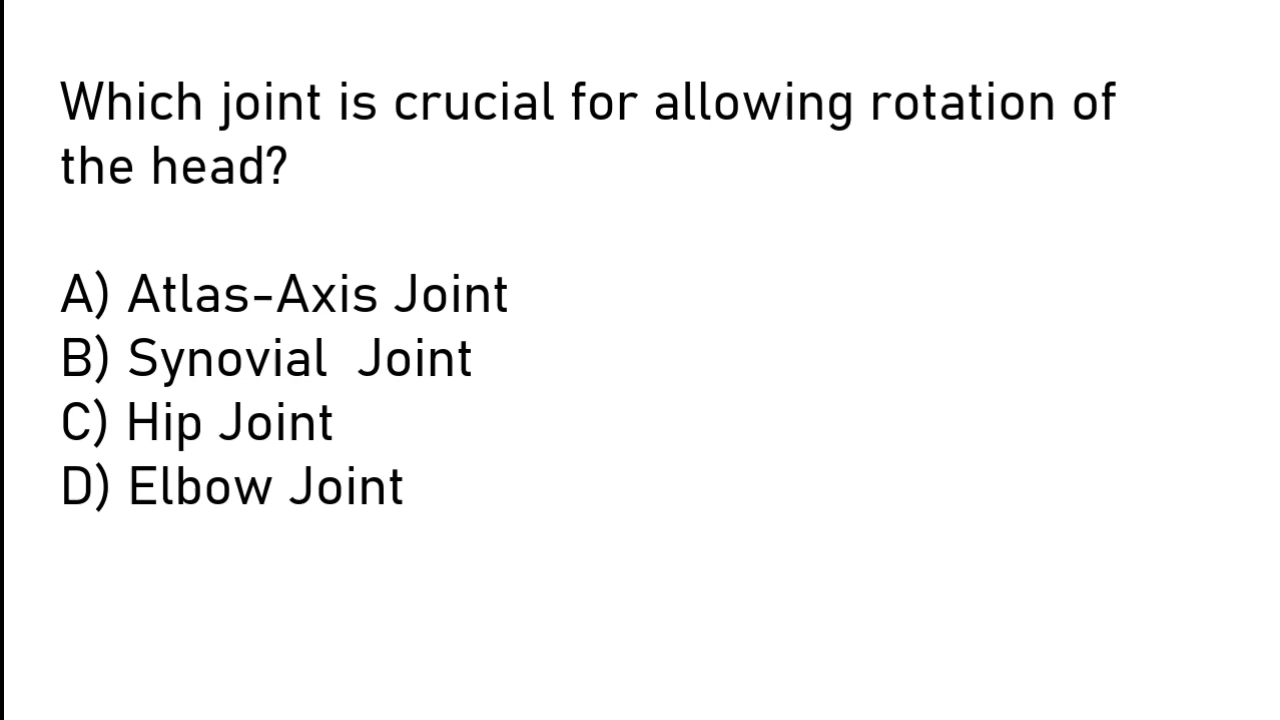 Which joint is crucial for allowing rotation of
the head?
A) Atlas-Axis Joint
B) Synovial  Joint
C) Hip Joint
D) Elbow Joint